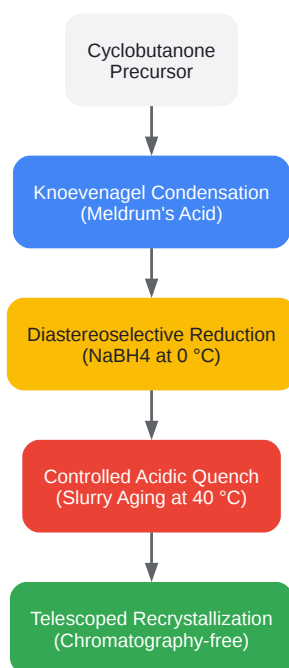 Cyclobutanone
Precursor
Knoevenagel Condensation
(Meldrum's Acid)
Diastereoselective Reduction
(NaBH4 at 0 °C)
Controlled Acidic Quench
(Slurry Aging at 40 °C)
Telescoped Recrystallization
(Chromatography-free)